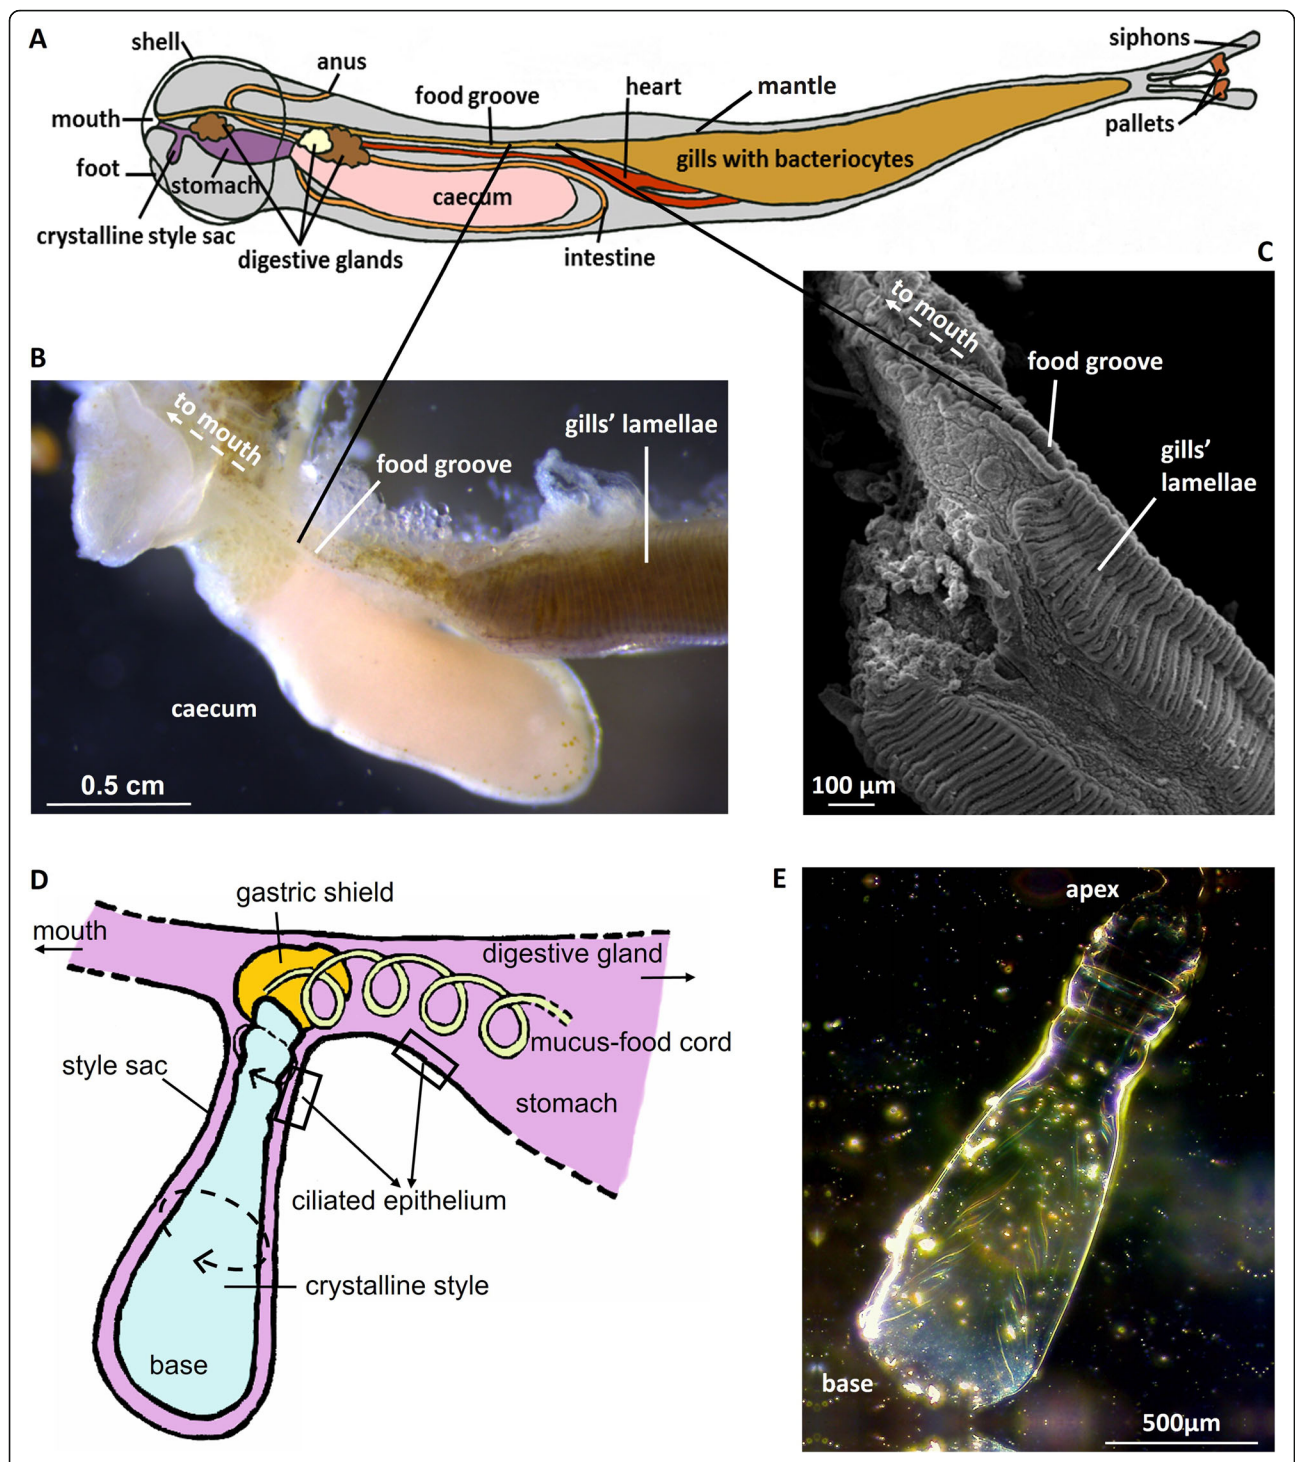 A
shell
anus
food groove
heart
mantle
siphons
mouth
pallets
gills with bacteriocytes
foot
stomach
caecum
crystalline style sac
digestive glands
intestine
C
to mouth
food groove
gills'
lamellae
100 µm
B
to mouth
gills' lamellae
food groove
caecum
0.5 cm
D
gastric shield
mouth
digestive gland
mucus-food cord
style sac
stomach
ciliated epithelium
crystalline style
base
E
apex
base
500µm